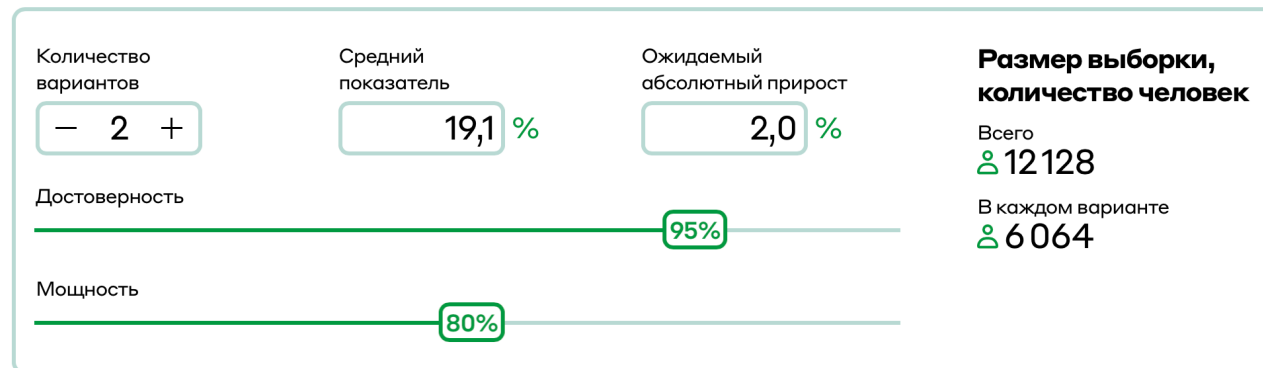 Количество
вариантов
− 2 +
Средний
показатель
19,1 %
Ожидаемый
абсолютный прирост
2,0 %
Достоверность
95%
Мощность
80%
Размер выборки,
количество человек
Всего
12 128
В каждом варианте
6 064